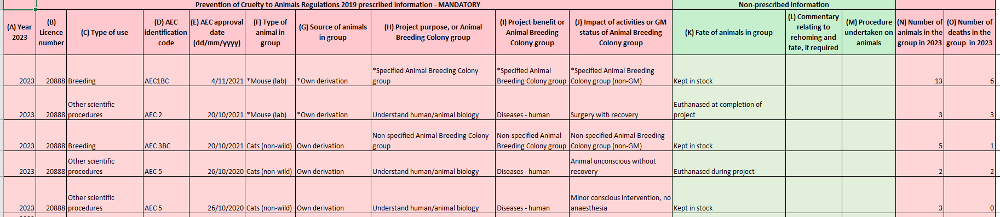 Prevention of Cruelty to Animals Regulations 2019 prescribed information - MANDATORY
Non-prescribed information
(A) Year 2023
(B) Licence number
(C) Type of use
(D) AEC identification code
(E) AEC approval date (dd/mm/yyyy)
(F) Type of animal in group
(G) Source of animals in group
(H) Project purpose, or Animal Breeding Colony group
(I) Project benefit or Animal Breeding Colony group
(J) Impact of activities or GM status of Animal Breeding Colony group
(K) Fate of animals in group
(L) Commentary relating to rehoming and fate, if required
(M) Procedure undertaken on animals
(N) Number of animals in the group in 2023
(O) Number of deaths in the group in 2023
2023 20888 Breeding AEC1BC 4/11/2021 *Mouse (lab) *Own derivation *Specified Animal Breeding Colony group *Specified Animal Breeding Colony group *Specified Animal Breeding Colony group (non-GM) Kept in stock 13 6
2023 20888 Other scientific procedures AEC 2 20/10/2021 *Mouse (lab) *Own derivation Understand human/animal biology Diseases - human Surgery with recovery Euthanased at completion of project 3 3
2023 20888 Breeding AEC 3BC 20/10/2021 Cats (non-wild) Own derivation Non-specified Animal Breeding Colony group Non-specified Animal Breeding Colony group Non-specified Animal Breeding Colony group (non-GM) Kept in stock 5 1
2023 20888 Other scientific procedures AEC 5 26/10/2020 Cats (non-wild) Own derivation Understand human/animal biology Diseases - human Animal unconscious without recovery Euthanased during project 2 2
2023 20888 Other scientific procedures AEC 5 26/10/2020 Cats (non-wild) Own derivation Understand human/animal biology Diseases - human Minor conscious intervention, no anaesthesia Kept in stock 3 0